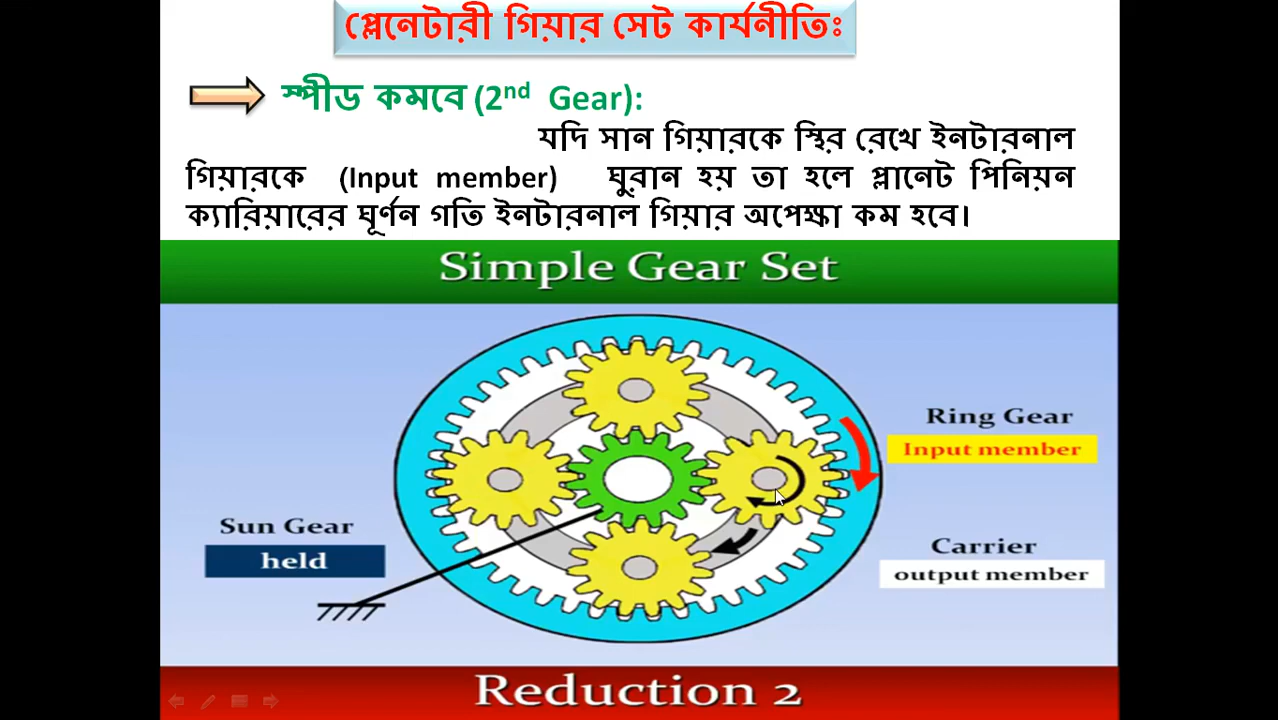 প্লেনেটারী গিয়ার সেট কার্যনীতিঃ
স্পীড কমবে (2nd Gear):
যদি সান গিয়ারকে স্থির রেখে ইনটারনাল
গিয়ারকে (Input member) ঘুরান হয় তা হলে প্লানেট পিনিয়ন
ক্যারিয়ারের ঘূর্ণন গতি ইনটারনাল গিয়ার অপেক্ষা কম হবে।
Simple Gear Set
Ring Gear
Input member
Sun Gear
held
Carrier
output member
Reduction 2